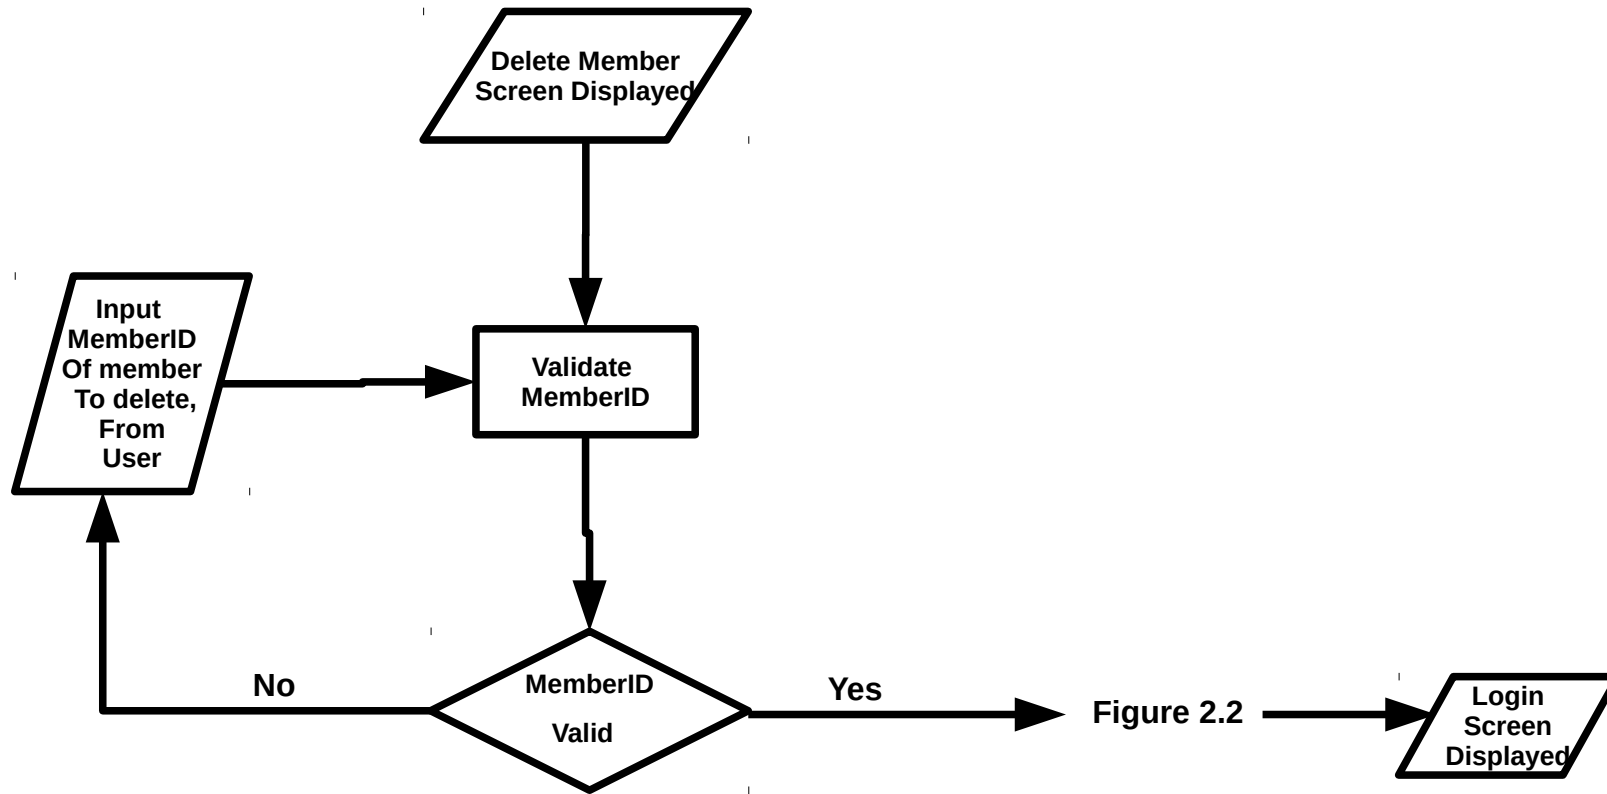 Delete Member
Screen Displayed
Input
MemberID
Of member
To delete,
From
User
Validate
MemberID
No
MemberID
Valid
Yes
Figure 2.2
Login
Screen
Displayed